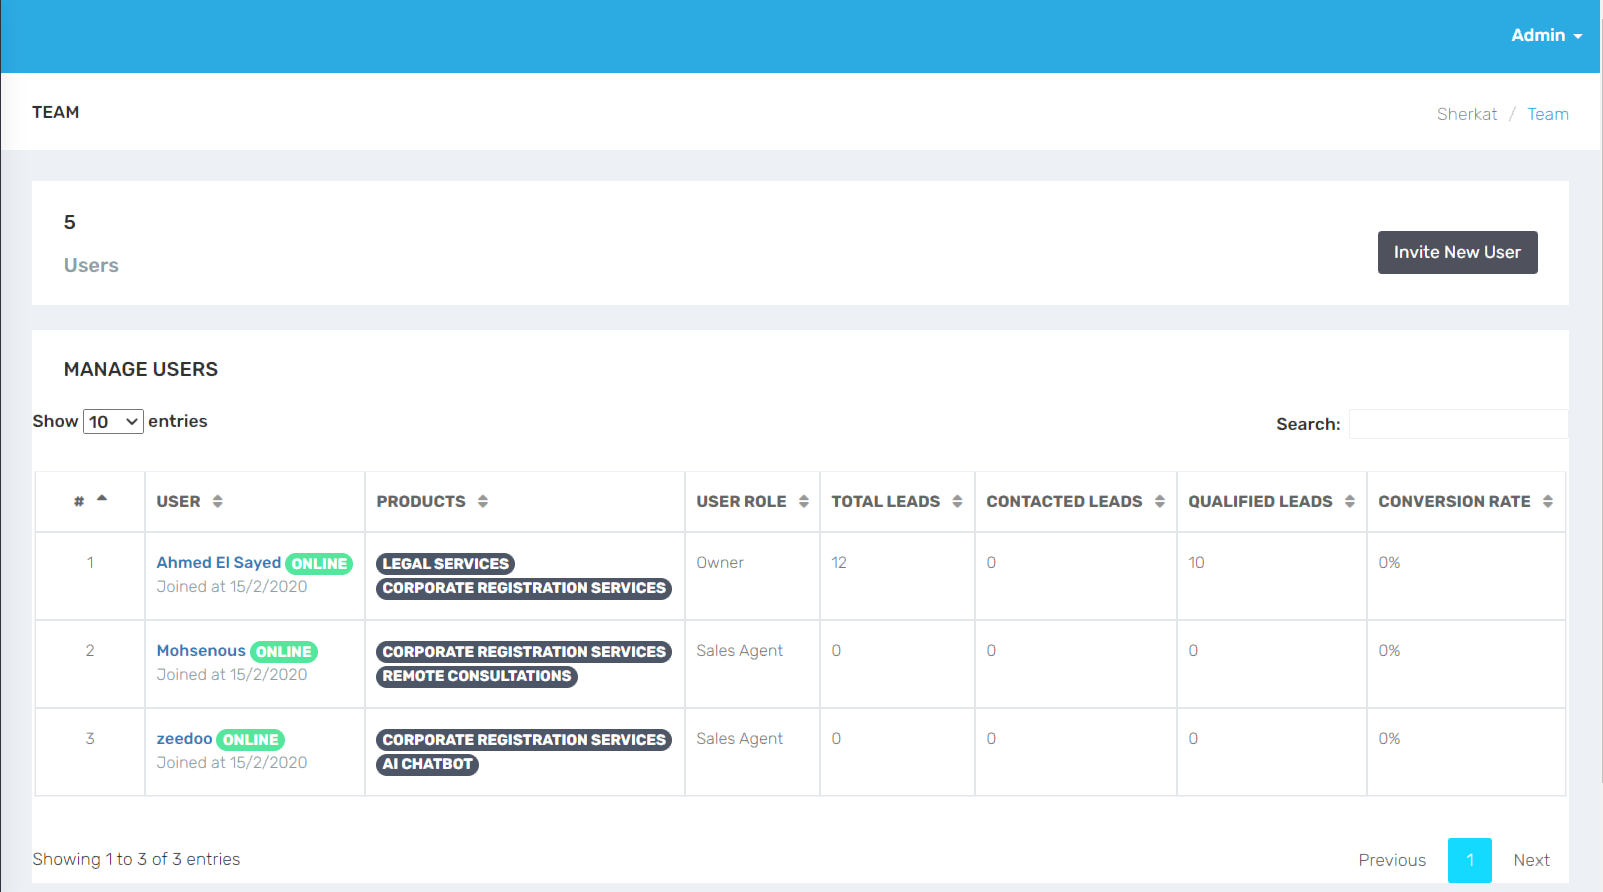 Admin
TEAM
Sherkat / Team
5
Users
Invite New User
MANAGE USERS
Show 10 entries
Search:
# USER PRODUCTS USER ROLE TOTAL LEADS CONTACTED LEADS QUALIFIED LEADS CONVERSION RATE
1 Ahmed El Sayed ONLINE LEGAL SERVICES Owner 12 0 10 0%
Joined at 15/2/2020 CORPORATE REGISTRATION SERVICES
2 Mohsenous ONLINE CORPORATE REGISTRATION SERVICES Sales Agent 0 0 0 0%
Joined at 15/2/2020 REMOTE CONSULTATIONS
3 zeedoo ONLINE CORPORATE REGISTRATION SERVICES Sales Agent 0 0 0 0%
Joined at 15/2/2020 AI CHATBOT
Showing 1 to 3 of 3 entries
Previous 1 Next